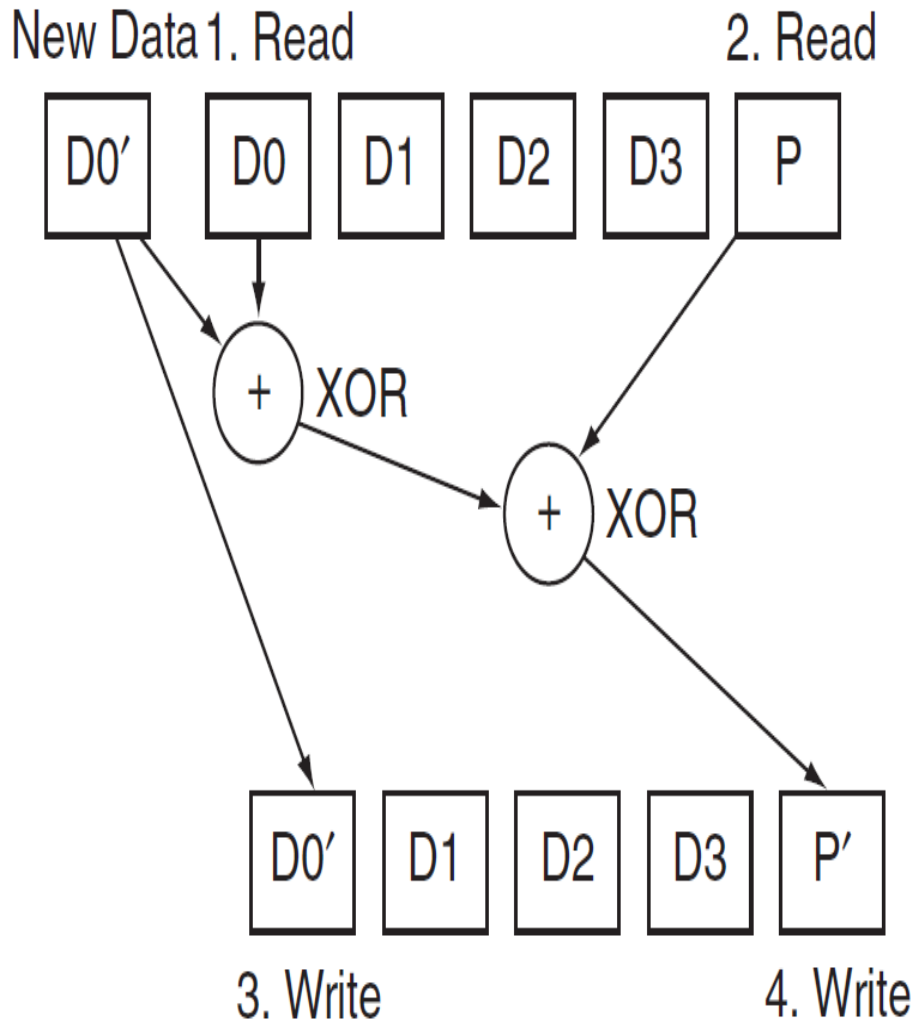 New Data 1. Read 2. Read
D0′ D0 D1 D2 D3 P
+ XOR
+ XOR
D0′ D1 D2 D3 P′
3. Write 4. Write